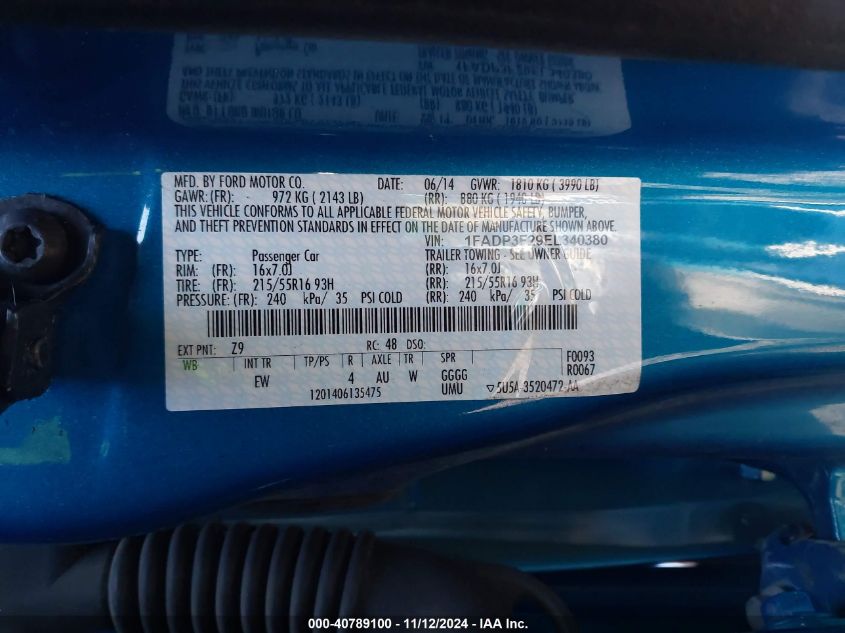 MFD. BY FORD MOTOR CO. DATE: 06/14 GVWR: 1810 KG ( 3990 LB)
GAWR: (FR): 972 KG ( 2143 LB) (RR): 880 KG ( 1940 LB)
THIS VEHICLE CONFORMS TO ALL APPLICABLE FEDERAL MOTOR VEHICLE SAFETY, BUMPER,
AND THEFT PREVENTION STANDARDS IN EFFECT ON THE DATE OF MANUFACTURE SHOWN ABOVE.
VIN: 1FADP3F29EL340380
TYPE: Passenger Car TRAILER TOWING - SEE OWNER GUIDE
RIM: (FR): 16x7.0J (RR): 16x7.0J
TIRE: (FR): 215/55R16 93H (RR): 215/55R16 93H
PRESSURE: (FR): 240 kPa/ 35 PSI COLD (RR): 240 kPa/ 35 PSI COLD
EXT PNT: Z9 RC: 48 DSO: F0093
WB INT TR TP/PS R AXLE TR SPR R0067
EW 4 AU W GGGG
1201406135475 UMU 5U5A-3520472-AA
000-40789100 - 11/12/2024 - IAA Inc.